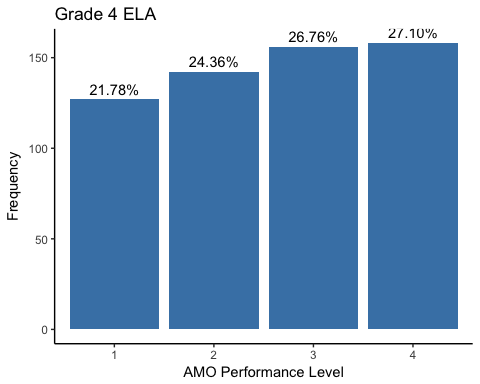 Grade 4 ELA
27.10%
26.76%
24.36%
21.78%
150
100
50
0
Frequency
1 2 3 4
AMO Performance Level